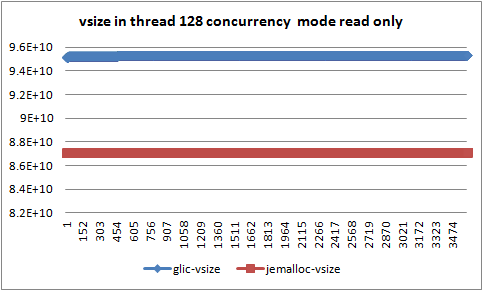 vsize in thread 128 concurrency  mode read only
9.6E+10
9.4E+10
9.2E+10
9E+10
8.8E+10
8.6E+10
8.4E+10
8.2E+10
1
152
303
454
605
756
907
1058
1209
1360
1511
1662
1813
1964
2115
2266
2417
2568
2719
2870
3021
3172
3323
3474
glic-vsize
jemalloc-vsize